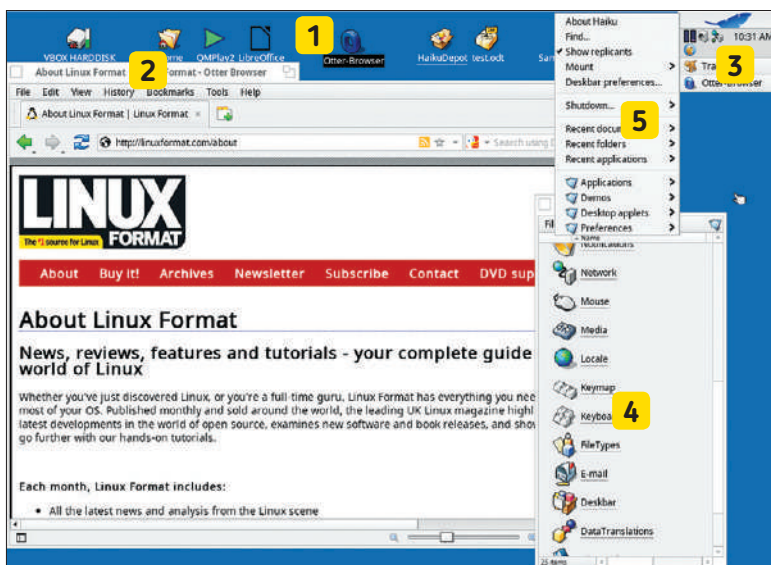 1
VBOX HARDDISK
QMPlay2
LibreOffice
Otter-Browser
HaikuDepot
test.odt
About Haiku
Find...
Show replicants
Mount
Deskbar preferences...
Shutdown...
Recent
Recent folders
Recent applications
Applications
Demos
Desktop applets
Preferences
5
10:31 AM
3
Otter-Browser
2
About Linux Format
Format - Otter Browser
File Edit View History Bookmarks Tools Help
About Linux Format | Linux Format
http://linuxformat.com/about
Search using
LINUX
FORMAT
The #1 source for Linux
About Buy it! Archives Newsletter Subscribe Contact DVD
About Linux Format
News, reviews, features and tutorials - your complete guide
world of Linux
Whether you've just discovered Linux, or you're a full-time guru, Linux Format has everything you
most of your OS. Published monthly and sold around the world, the leading UK Linux magazine
latest developments in the world of open source, examines new software and book releases, and
go further with our hands-on tutorials.
Each month, Linux Format includes:
• All the latest news and analysis from the Linux scene
Name
Notifications
Network
Mouse
Media
Locale
Keymap
4
FileTypes
E-mail
Deskbar
DataTranslations
25 items